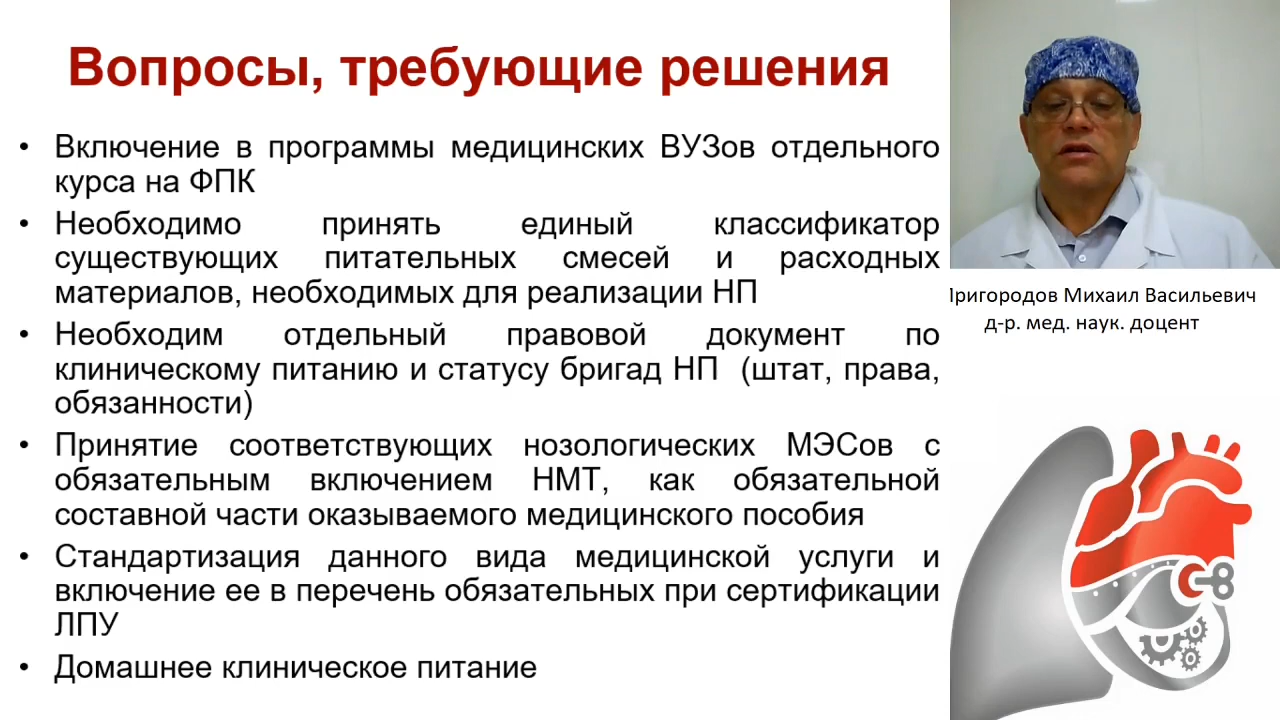 Вопросы, требующие решения
• Включение в программы медицинских ВУЗов отдельного
курса на ФПК
• Необходимо принять единый классификатор
существующих питательных смесей и расходных
материалов, необходимых для реализации НП
• Необходим отдельный правовой документ по
клиническому питанию и статусу бригад НП (штат, права,
обязанности)
• Принятие соответствующих нозологических МЭСов с
обязательным включением НМТ, как обязательной
составной части оказываемого медицинского пособия
• Стандартизация данного вида медицинской услуги и
включение ее в перечень обязательных при сертификации
ЛПУ
• Домашнее клиническое питание
Пригородов Михаил Васильевич
д-р. мед. наук. доцент